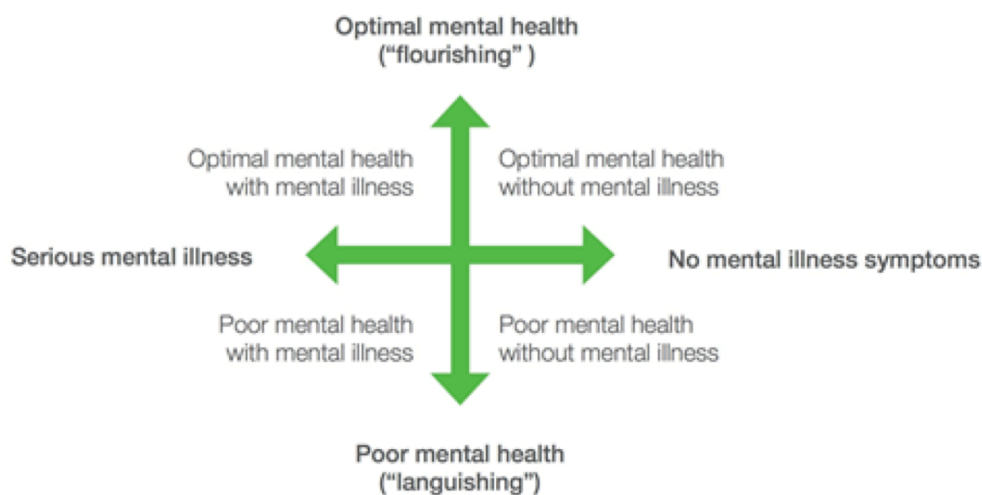 Optimal mental health
("flourishing" )
Optimal mental health
with mental illness
Optimal mental health
without mental illness
Serious mental illness
No mental illness symptoms
Poor mental health
with mental illness
Poor mental health
without mental illness
Poor mental health
("languishing")